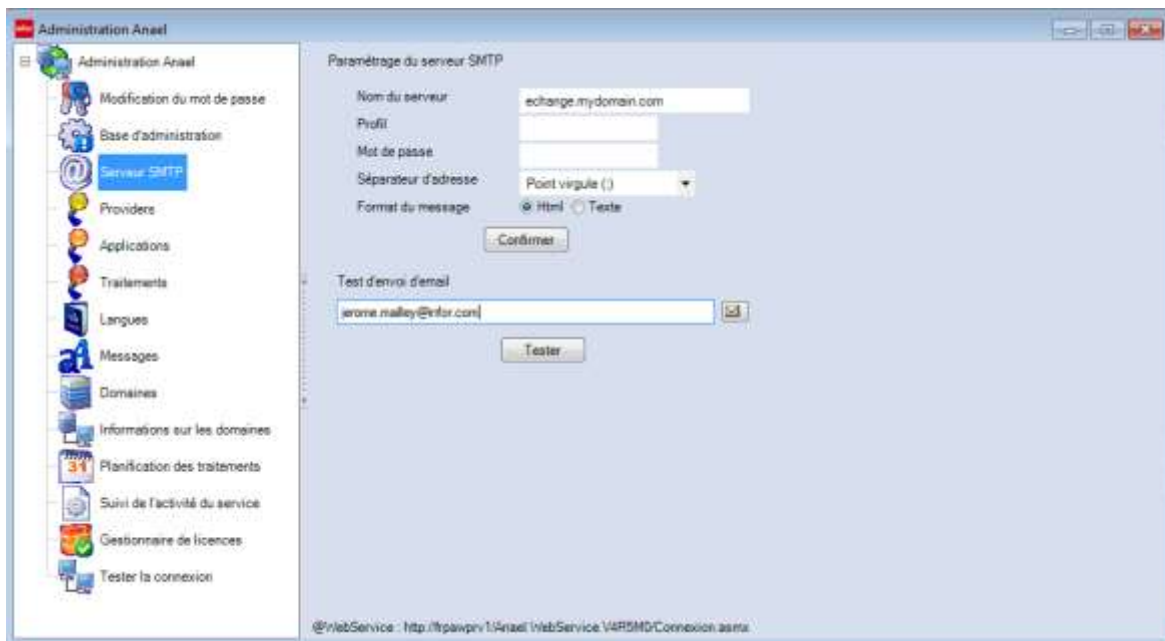 Administration Anael
Administration Anael
Modification du mot de passe
Base d'administration
Serveur SMTP
Providers
Applications
Traitements
Langues
Messages
Domaines
Informations sur les domaines
Planification des traitements
Suivi de l'activité du service
Gestionnaire de licences
Tester la connexion
Paramétrage du serveur SMTP
Nom du serveur echange.mydomain.com
Profil
Mot de passe
Séparateur d'adresse Point virgule (;)
Format du message Html Texte
Confirmer
Test d'envoi d'email
jerome.malley@infor.com
Tester
@WebService : http://frpawprv1/Anael.WebService.V4R5M0/Connexion.asmx